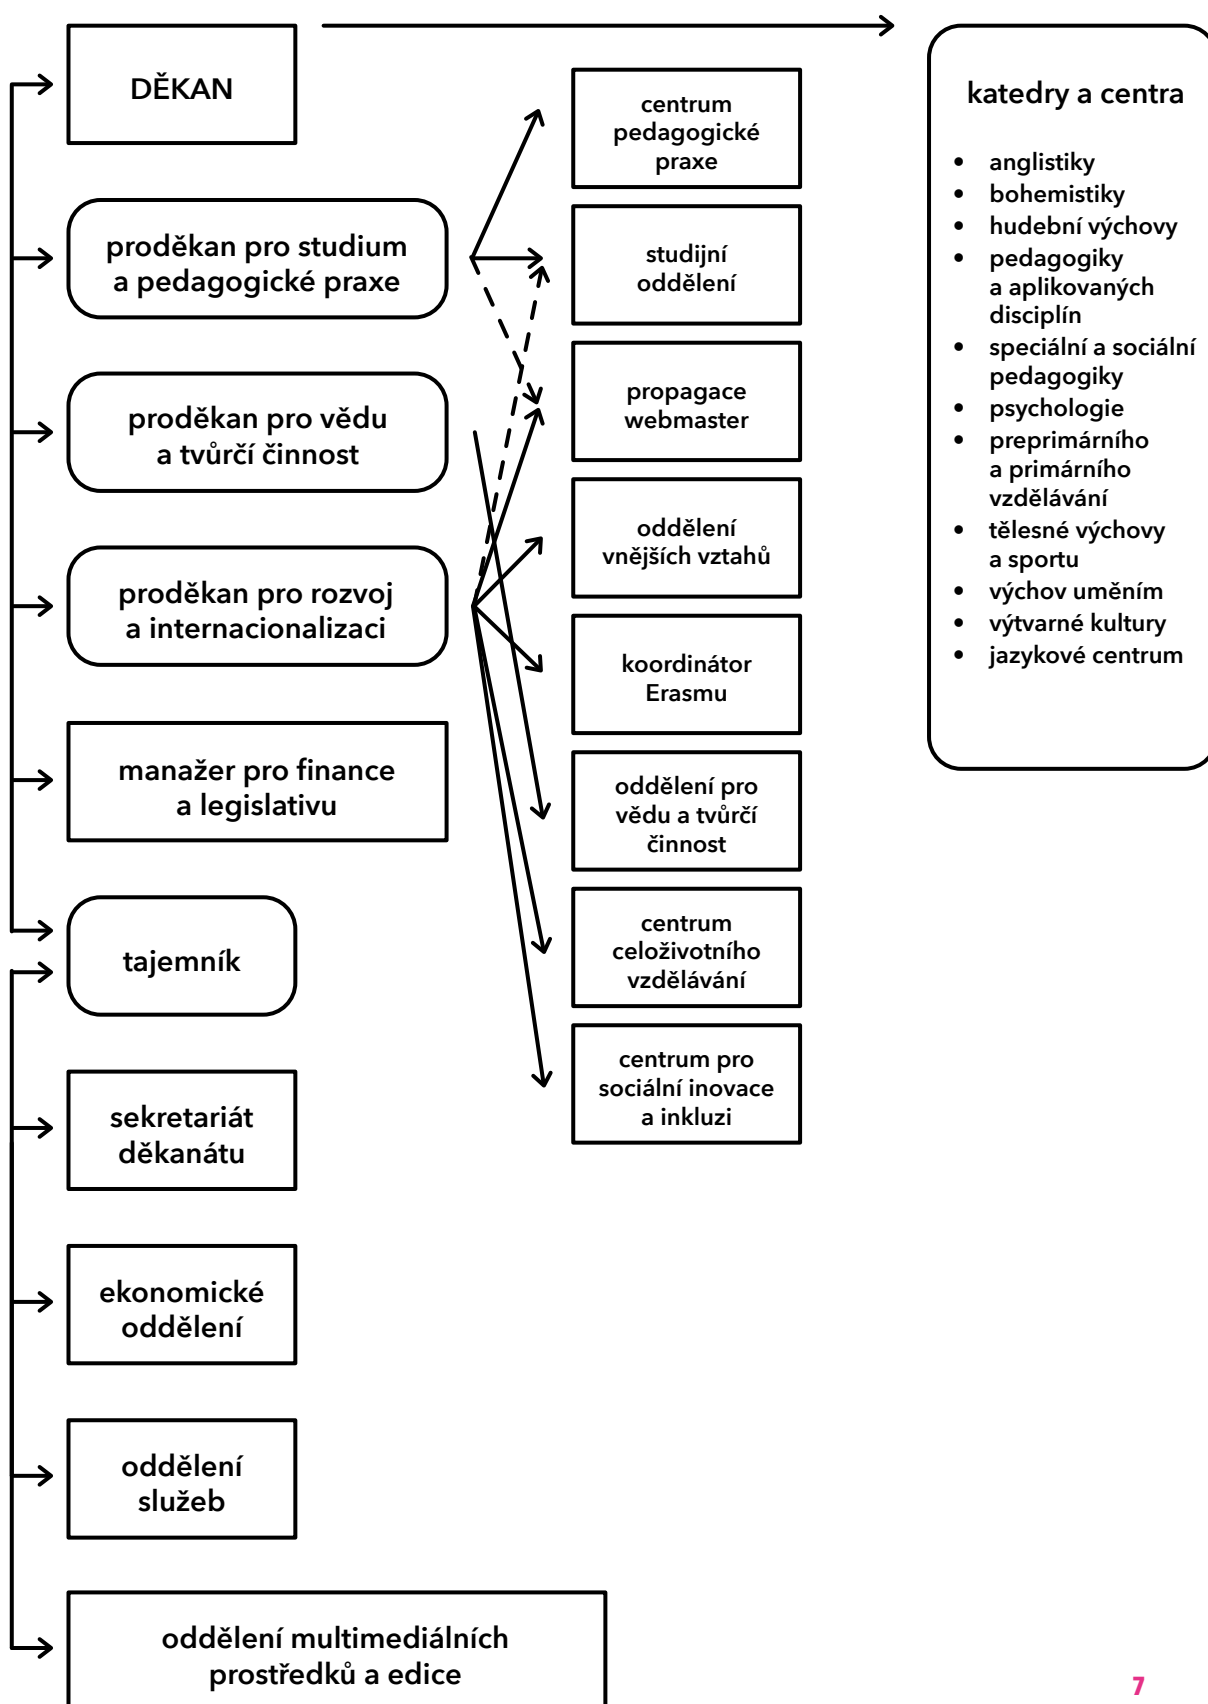 DĚKAN
proděkan pro studium
a pedagogické praxe
proděkan pro vědu
a tvůrčí činnost
proděkan pro rozvoj
a internacionalizaci
manažer pro finance
a legislativu
tajemník
sekretariát
děkanátu
ekonomické
oddělení
oddělení
služeb
oddělení multimediálních
prostředků a edice
centrum
pedagogické
praxe
studijní
oddělení
propagace
webmaster
oddělení
vnějších vztahů
koordinátor
Erasmu
oddělení pro
vědu a tvůrčí
činnost
centrum
celoživotního
vzdělávání
centrum pro
sociální inovace
a inkluzi
katedry a centra
• anglistiky
• bohemistiky
• hudební výchovy
• pedagogiky
a aplikovaných
disciplín
• speciální a sociální
pedagogiky
• psychologie
• preprimárního
a primárního
vzdělávání
• tělesné výchovy
a sportu
• výchov uměním
• výtvarné kultury
• jazykové centrum
7